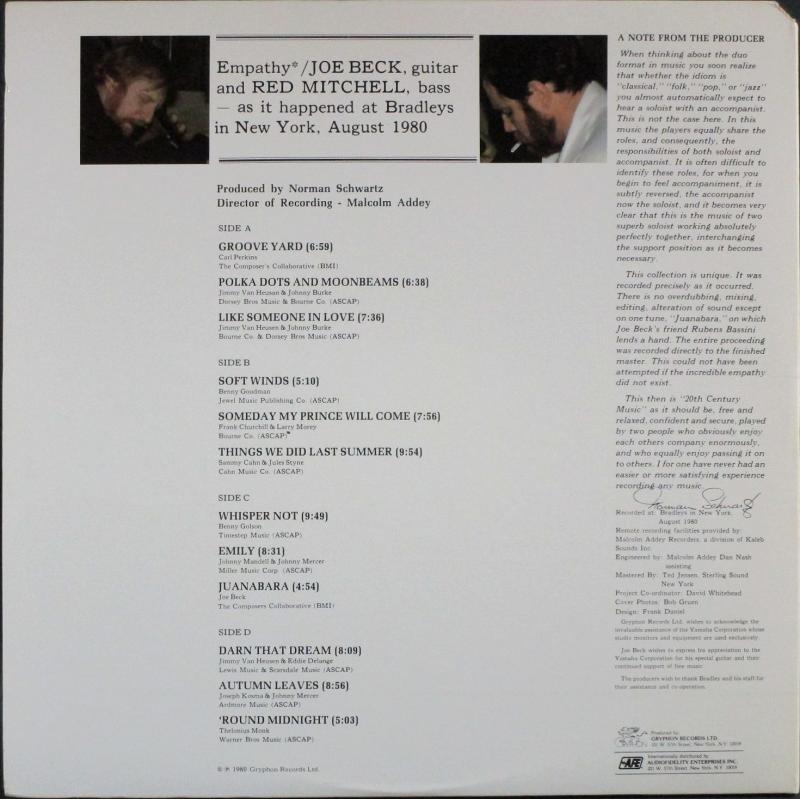 Empathy*/JOE BECK, guitar
and RED MITCHELL, bass
— as it happened at Bradleys
in New York, August 1980
Produced by Norman Schwartz
Director of Recording - Malcolm Addey
SIDE A
GROOVE YARD (6:59)
Carl Perkins
The Composer's Collaborative (BMI)
POLKA DOTS AND MOONBEAMS (6:38)
Jimmy Van Heusan & Johnny Burke
Dorsey Bros Music & Bourne Co. (ASCAP)
LIKE SOMEONE IN LOVE (7:36)
Jimmy Van Heusen & Johnny Burke
Bourne Co. & Dorsey Bros Music (ASCAP)
SIDE B
SOFT WINDS (5:10)
Benny Goodman
Jewel Music Publishing Co. (ASCAP)
SOMEDAY MY PRINCE WILL COME (7:56)
Frank Churchill & Larry Morey
Bourne Co. (ASCAP)
THINGS WE DID LAST SUMMER (9:54)
Sammy Cahn & Jules Styne
Cahn Music Co. (ASCAP)
SIDE C
WHISPER NOT (9:49)
Benny Golson
Timestep Music (ASCAP)
EMILY (8:31)
Johnny Mandell & Johnny Mercer
Miller Music Corp. (ASCAP)
JUANABARA (4:54)
Joe Beck
The Composers Collaborative (BMI)
SIDE D
DARN THAT DREAM (8:09)
Jimmy Van Heusen & Eddie Delange
Lewis Music & Scarsdale Music (ASCAP)
AUTUMN LEAVES (8:56)
Joseph Kozma & Johnny Mercer
Ardmore Music (ASCAP)
'ROUND MIDNIGHT (5:03)
Thelonius Monk
Warner Bros Music (ASCAP)
© ℗ 1980 Gryphon Records Ltd.
A NOTE FROM THE PRODUCER
When thinking about the duo
format in music you soon realize
that whether the idiom is
"classical," "folk," "pop," or "jazz"
you almost automatically expect to
hear a soloist with an accompanist.
This is not the case here. In this
music the players equally share the
roles, and consequently, the
responsibilities of both soloist and
accompanist. It is often difficult to
identify these roles, for when you
begin to feel accompaniment, it is
subtly reversed, the accompanist
now the soloist, and it becomes very
clear that this is the music of two
superb soloist working absolutely
perfectly together, interchanging
the support position as it becomes
necessary.
This collection is unique. It was
recorded precisely as it occurred.
There is no overdubbing, mixing,
editing, alteration of sound except
on one tune, "Juanabara," on which
Joe Beck's friend Rubens Bassini
lends a hand. The entire proceeding
was recorded directly to the finished
master. This could not have been
attempted if the incredible empathy
did not exist.
This then is "20th Century
Music" as it should be, free and
relaxed, confident and secure, played
by two people who obviously enjoy
each others company enormously,
and who equally enjoy passing it on
to others. I for one have never had an
easier or more satisfying experience
recording any music.
Norman Schwartz
Recorded at: Bradleys in New York,
August 1980
Remote recording facilities provided by:
Malcolm Addey Recorders, a division of Kaleb
Sounds Inc.
Engineered by: Malcolm Addey Dan Nash
assisting
Mastered By: Ted Jensen, Sterling Sound
New York
Project Co-ordinator: David Whitehead
Cover Photos: Bob Gruen
Design: Frank Daniel
Gryphon Records Ltd. wishes to acknowledge the
invaluable assistance of the Yamaha Corporation whose
studio monitors and equipment are used exclusively.
Joe Beck wishes to express his appreciation to the
Yamaha Corporation for his special guitar and their
continued support of free music.
The producers wish to thank Bradley and his staff for
their assistance and co-operation.
Produced by
GRYPHON RECORDS LTD.
221 W. 57th Street, New York, N.Y. 10019
AFE
Internationally distributed by
AUDIOFIDELITY ENTERPRISES INC.
221 W. 57th Street, New York, N.Y. 10019